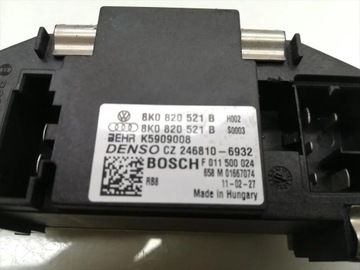 8K0 820 521 B H002
8K0 820 521 B S0003
BEHR K5909008
DENSO CZ 246810-6932
BOSCH F 011 500 024
658 M 01667074
RB8 11-02-27
Made in Hungary